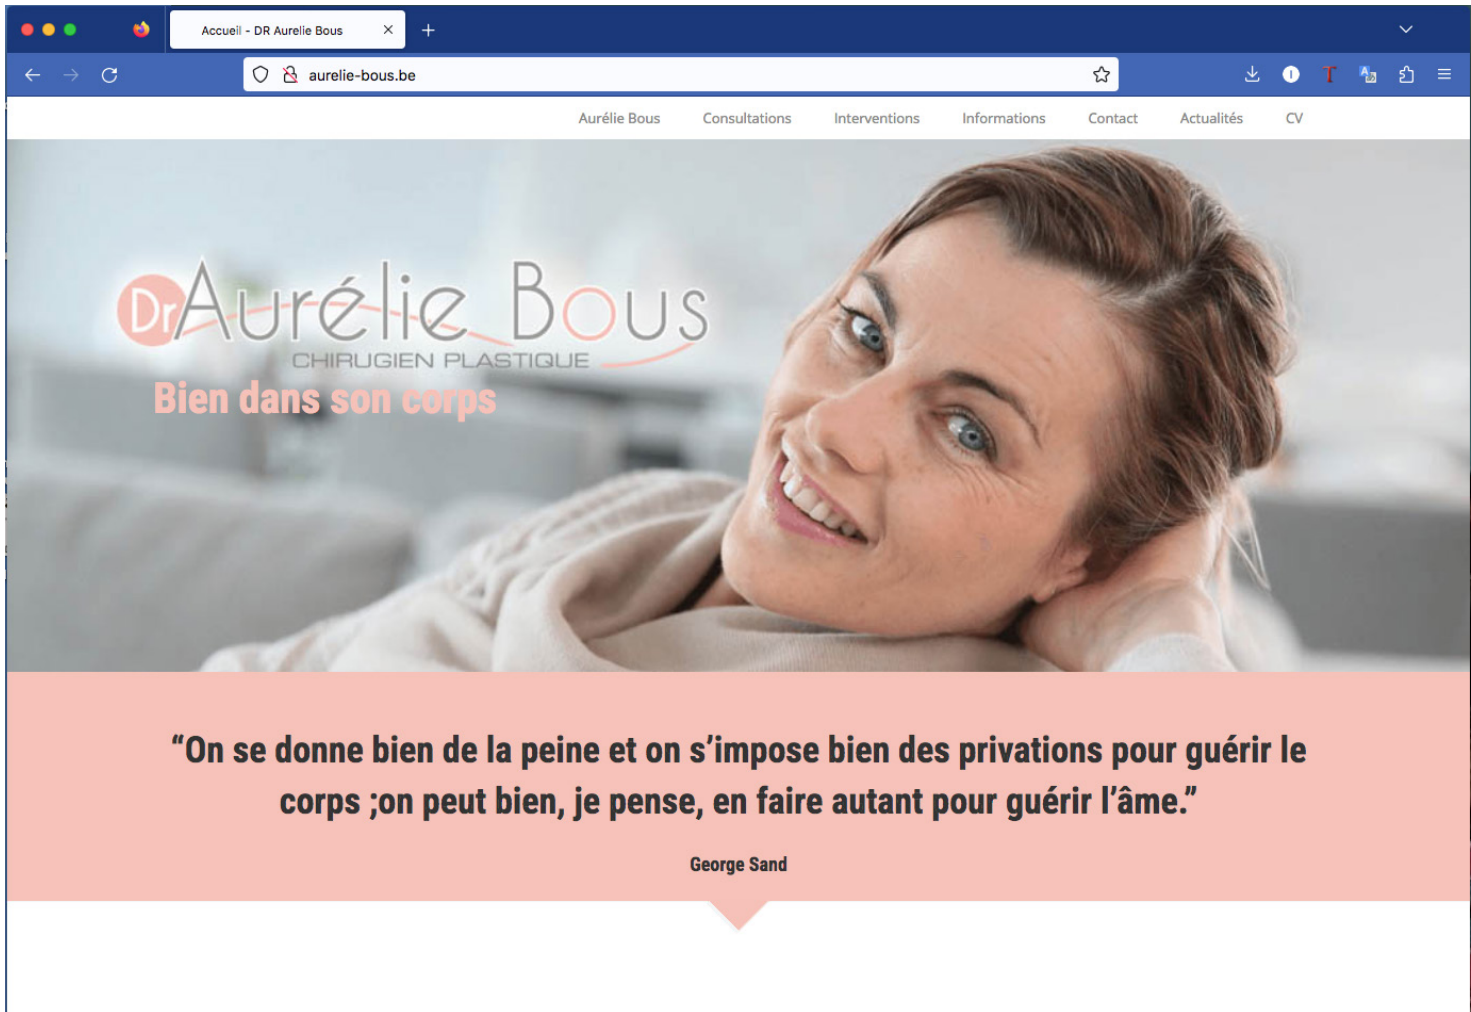 Accueil - DR Aurelie Bous
aurelie-bous.be
Aurélie Bous Consultations Interventions Informations Contact Actualités CV
Dr Aurélie Bous
CHIRUGIEN PLASTIQUE
Bien dans son corps
“On se donne bien de la peine et on s’impose bien des privations pour guérir le
corps ;on peut bien, je pense, en faire autant pour guérir l’âme.”
George Sand